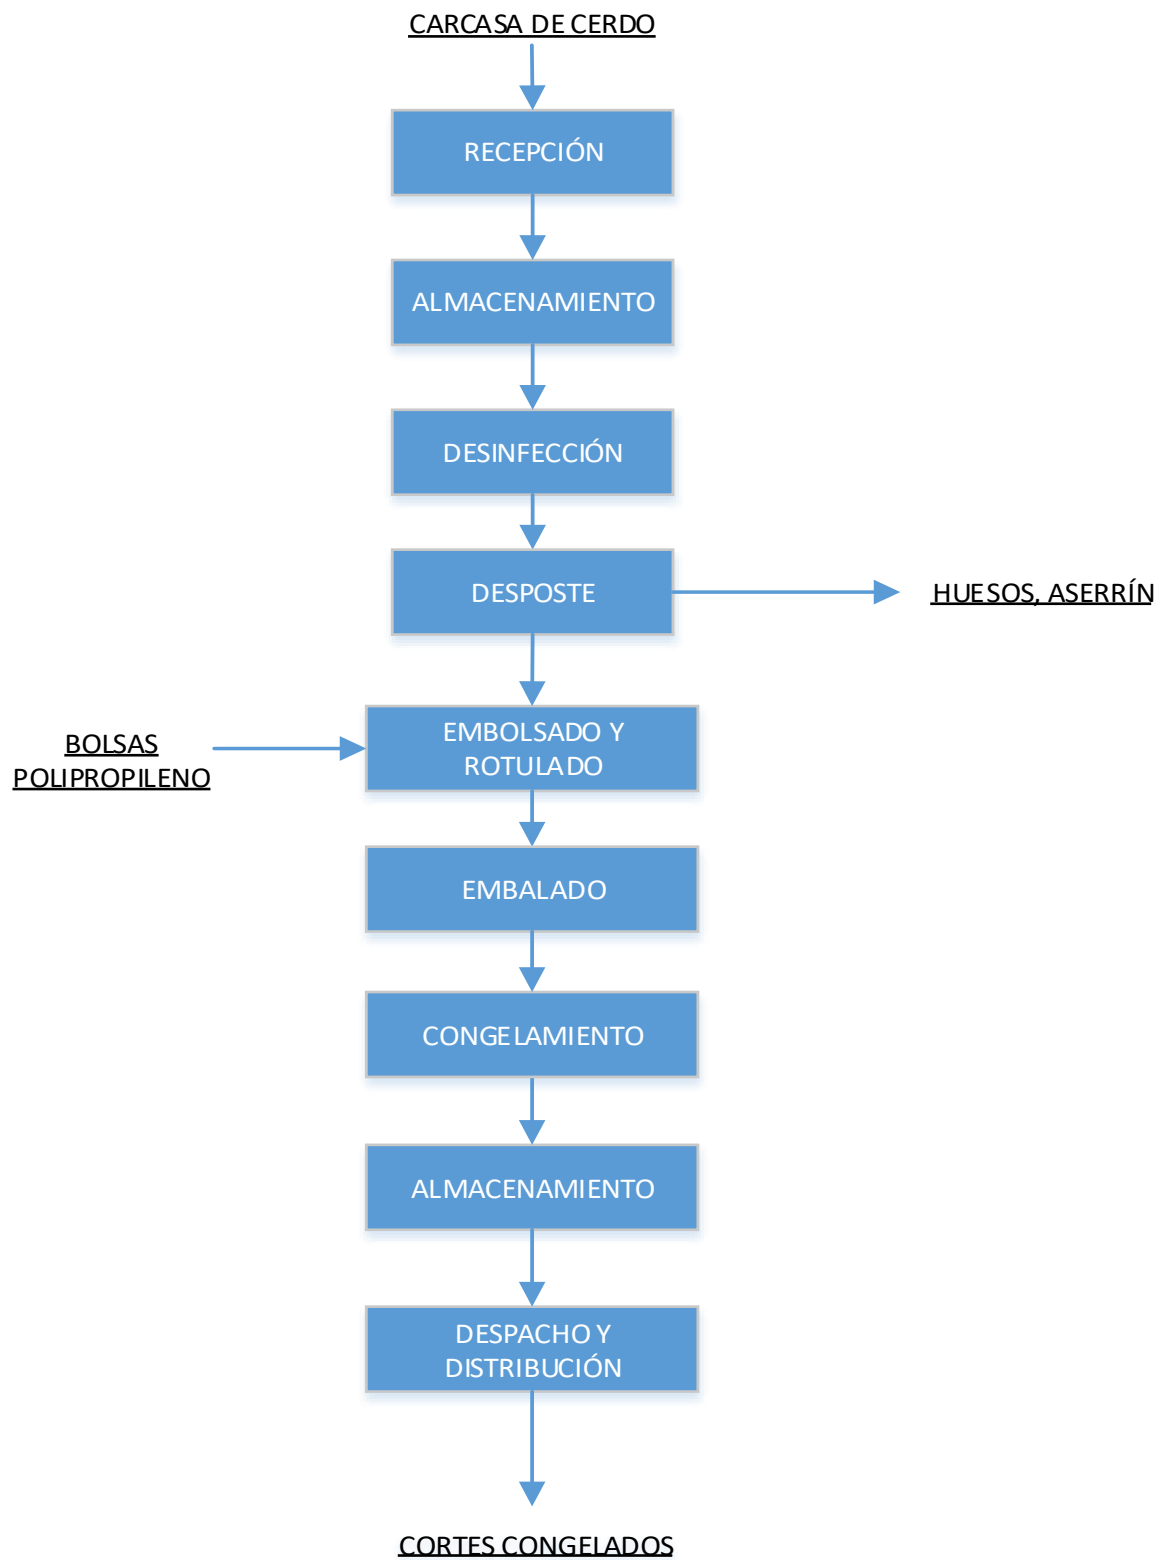 CARCASA DE CERDO
RECEPCIÓN
ALMACENAMIENTO
DESINFECCIÓN
DESPOSTE
HUESOS, ASERRÍN
BOLSAS
POLIPROPILENO
EMBOLSADO Y
ROTULADO
EMBALADO
CONGELAMIENTO
ALMACENAMIENTO
DESPACHO Y
DISTRIBUCIÓN
CORTES CONGELADOS